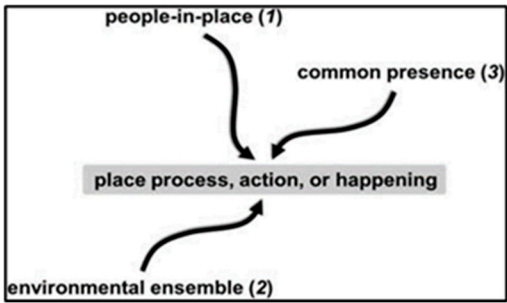 people-in-place (1)
common presence (3)
place process, action, or happening
environmental ensemble (2)